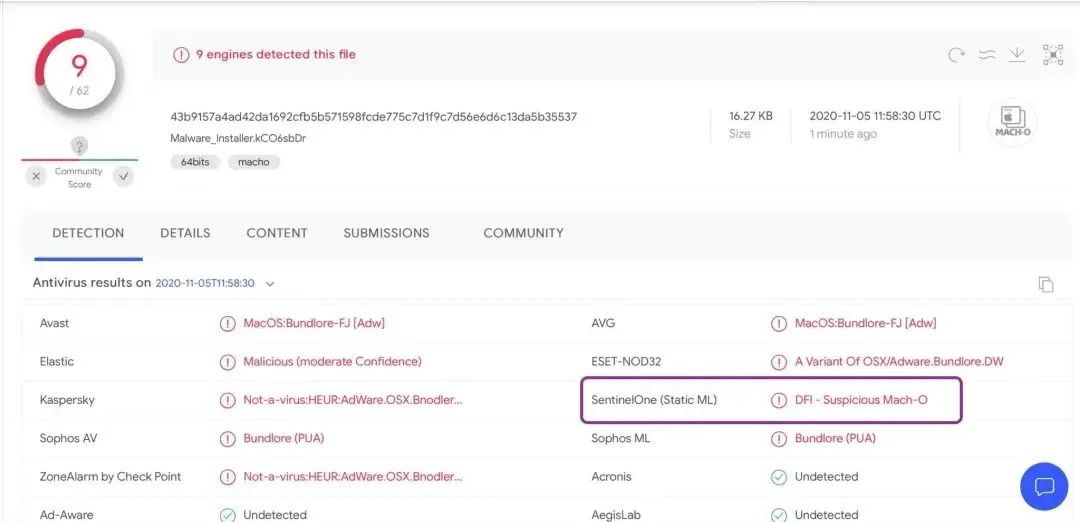 9
/ 62
9 engines detected this file
43b9157a4ad42da1692cfb5b571598fcde775c7d1f9c7d56e6d6c13da5b35537
Malware_Installer.kCO6sbDr
64bits macho
16.27 KB
Size
2020-11-05 11:58:30 UTC
1 minute ago
MACH-O
?
Community
Score
DETECTION DETAILS CONTENT SUBMISSIONS COMMUNITY
Antivirus results on 2020-11-05T11:58:30
Avast MacOS:Bundlore-FJ [Adw] AVG MacOS:Bundlore-FJ [Adw]
Elastic Malicious (moderate Confidence) ESET-NOD32 A Variant Of OSX/Adware.Bundlore.DW
Kaspersky Not-a-virus:HEUR:AdWare.OSX.Bnodler... SentinelOne (Static ML) DFI - Suspicious Mach-O
Sophos AV Bundlore (PUA) Sophos ML Bundlore (PUA)
ZoneAlarm by Check Point Not-a-virus:HEUR:AdWare.OSX.Bnodler... Acronis Undetected
Ad-Aware Undetected AegisLab Undetected